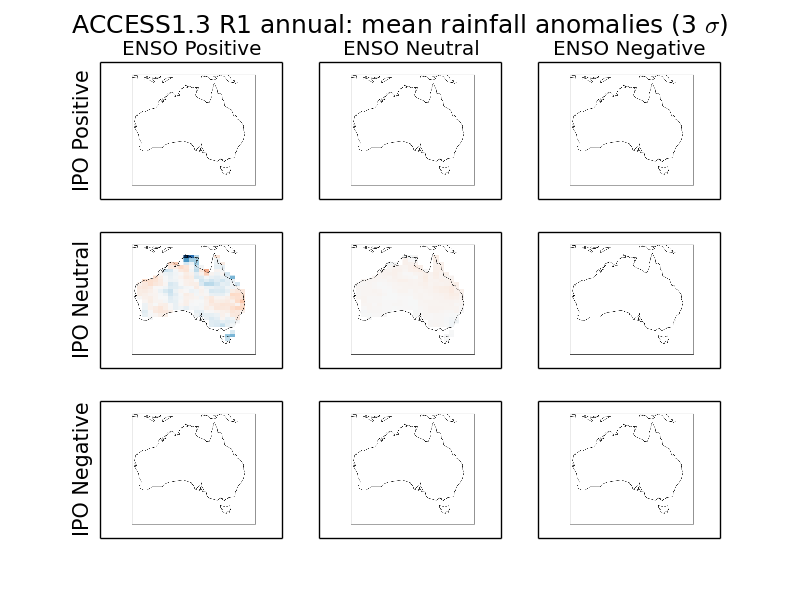 ACCESS1.3 R1 annual: mean rainfall anomalies (3 σ)
ENSO Positive ENSO Neutral ENSO Negative
IPO Positive
IPO Neutral
IPO Negative